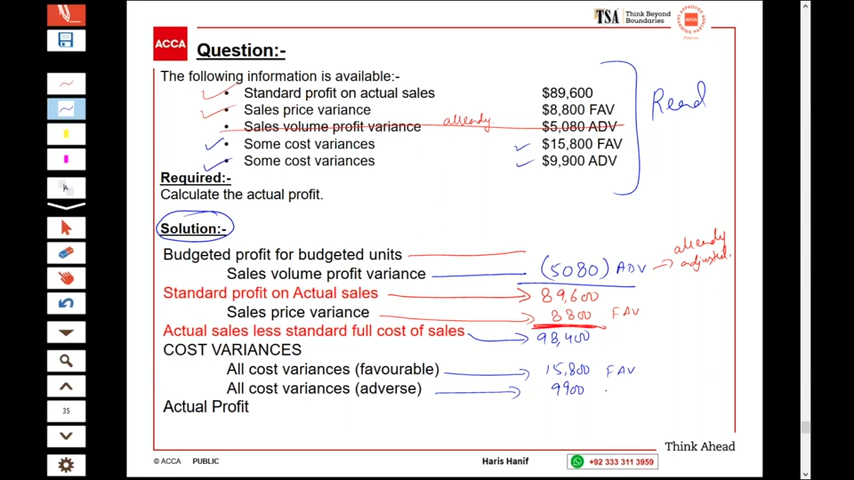 TSA Think Beyond Boundaries
ACCA Question:-
The following information is available:-
• Standard profit on actual sales $89,600
• Sales price variance $8,800 FAV
• Sales volume profit variance already $5,080 ADV
• Some cost variances $15,800 FAV
• Some cost variances $9,900 ADV
Read
Required:-
Calculate the actual profit.
Solution:-
Budgeted profit for budgeted units
Sales volume profit variance (5080) ADV already adjusted.
Standard profit on Actual sales 89,600
Sales price variance 8800 FAV
Actual sales less standard full cost of sales 98,400
COST VARIANCES
All cost variances (favourable) 15,800 FAV
All cost variances (adverse) 9900
Actual Profit
35
Think Ahead
© ACCA PUBLIC Haris Hanif +92 333 311 3959